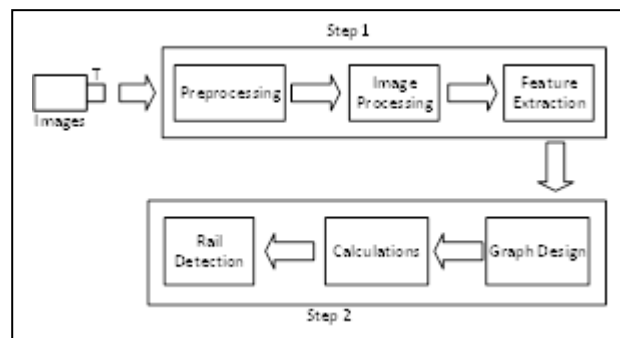 Step 1
T
Images
Preprocessing
Image
Processing
Feature
Extraction
Graph Design
Calculations
Rail
Detection
Step 2